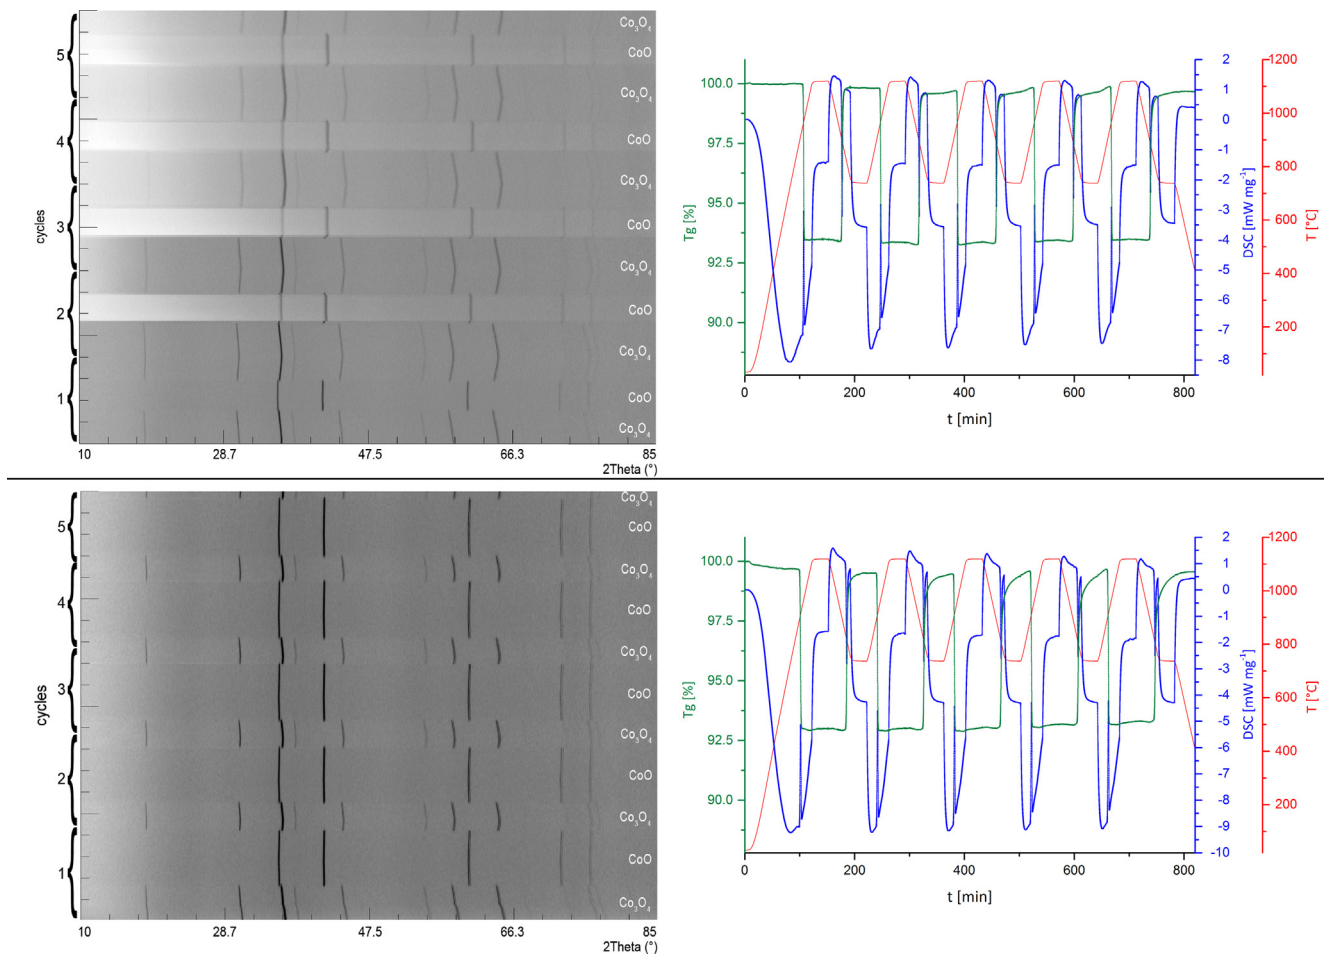 Co₃O₄
CoO
Co₃O₄
CoO
Co₃O₄
CoO
Co₃O₄
CoO
Co₃O₄
CoO
Co₃O₄
5
4
3
2
1
cycles
10 28.7 47.5 66.3 85
2Theta (°)
100.0
97.5
95.0
92.5
90.0
Tg [%]
0 200 400 600 800
t [min]
2
1
0
-1
-2
-3
-4
-5
-6
-7
-8
DSC [mW mg⁻¹]
1200
1000
800
600
400
200
T [°C]
Co₃O₄
CoO
Co₃O₄
CoO
Co₃O₄
CoO
Co₃O₄
CoO
Co₃O₄
CoO
Co₃O₄
5
4
3
2
1
cycles
10 28.7 47.5 66.3 85
2Theta (°)
100.0
97.5
95.0
92.5
90.0
Tg [%]
0 200 400 600 800
t [min]
2
1
0
-1
-2
-3
-4
-5
-6
-7
-8
-9
-10
DSC [mW mg⁻¹]
1200
1000
800
600
400
200
T [°C]